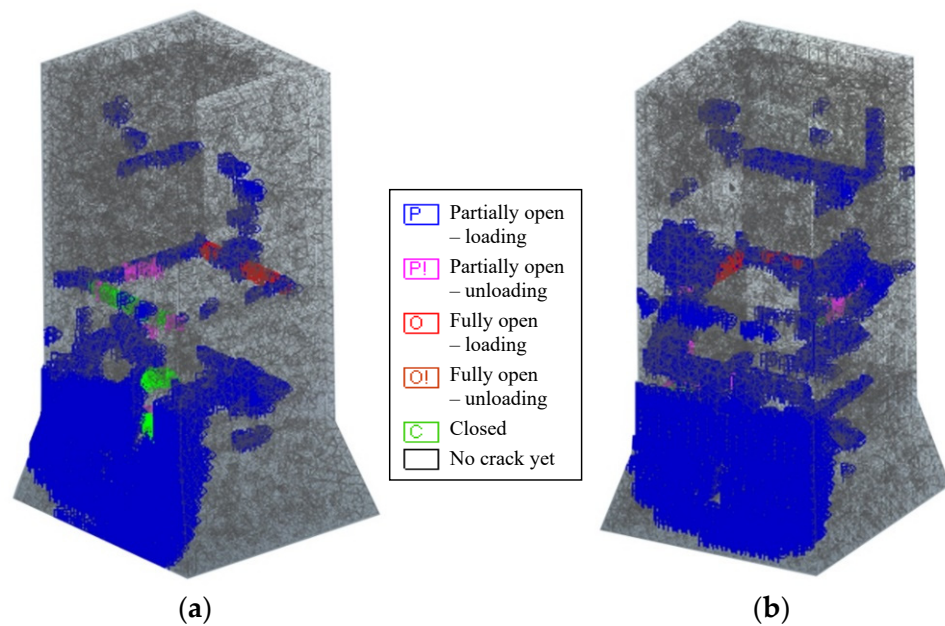 P Partially open
– loading
P! Partially open
– unloading
O Fully open
– loading
O! Fully open
– unloading
C Closed
No crack yet
(a)
(b)